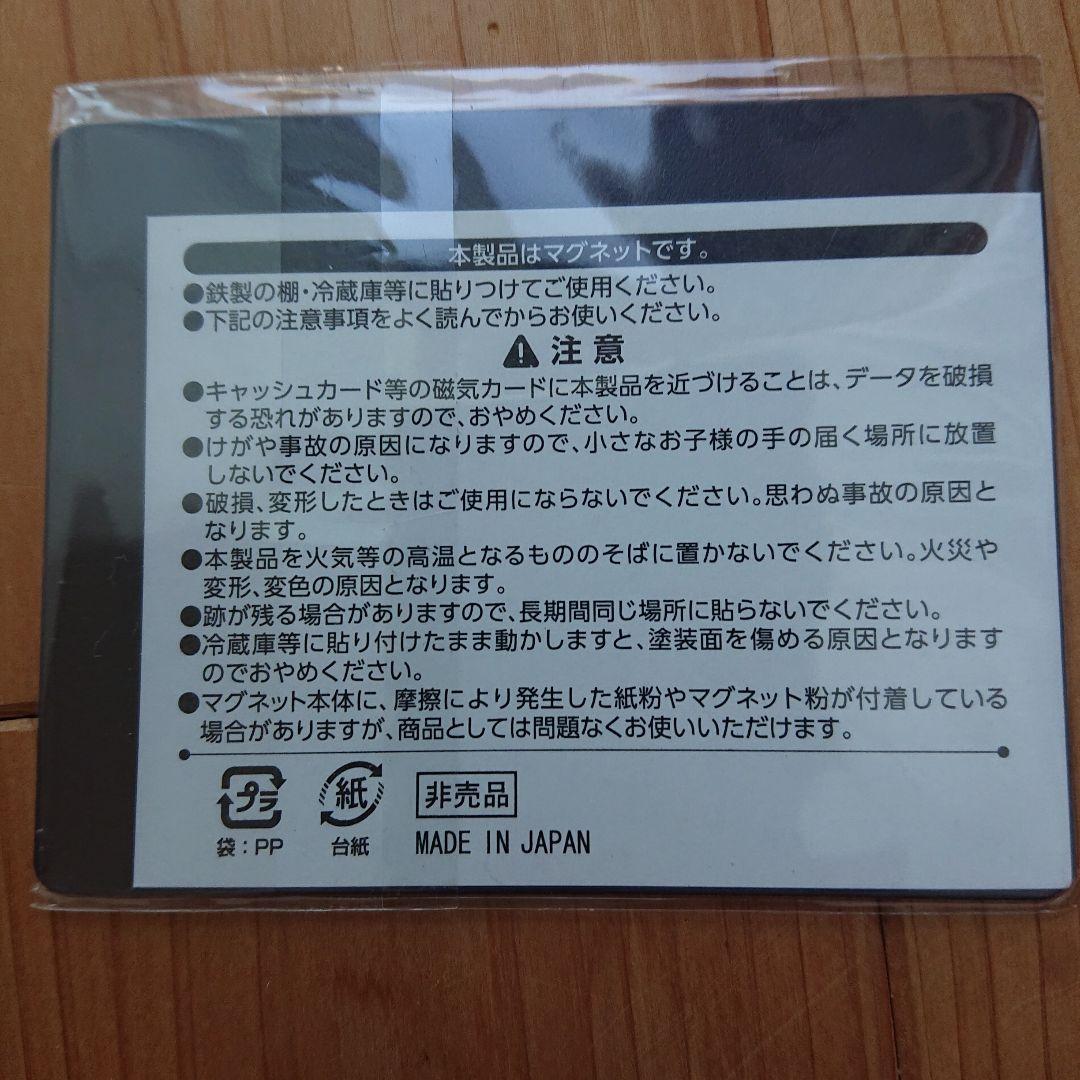 本製品はマグネットです。
●鉄製の棚・冷蔵庫等に貼りつけてご使用ください。
●下記の注意事項をよく読んでからお使いください。
注意
●キャッシュカード等の磁気カードに本製品を近づけることは、データを破損
する恐れがありますので、おやめください。
●けがや事故の原因になりますので、小さなお子様の手の届く場所に放置
しないでください。
●破損、変形したときはご使用にならないでください。思わぬ事故の原因と
なります。
●本製品を火気等の高温となるもののそばに置かないでください。火災や
変形、変色の原因となります。
●跡が残る場合がありますので、長期間同じ場所に貼らないでください。
●冷蔵庫等に貼り付けたまま動かしますと、塗装面を傷める原因となります
のでおやめください。
●マグネット本体に、摩擦により発生した紙粉やマグネット粉が付着している
場合がありますが、商品としては問題なくお使いいただけます。
プラ 紙 非売品
袋：PP 台紙 MADE IN JAPAN